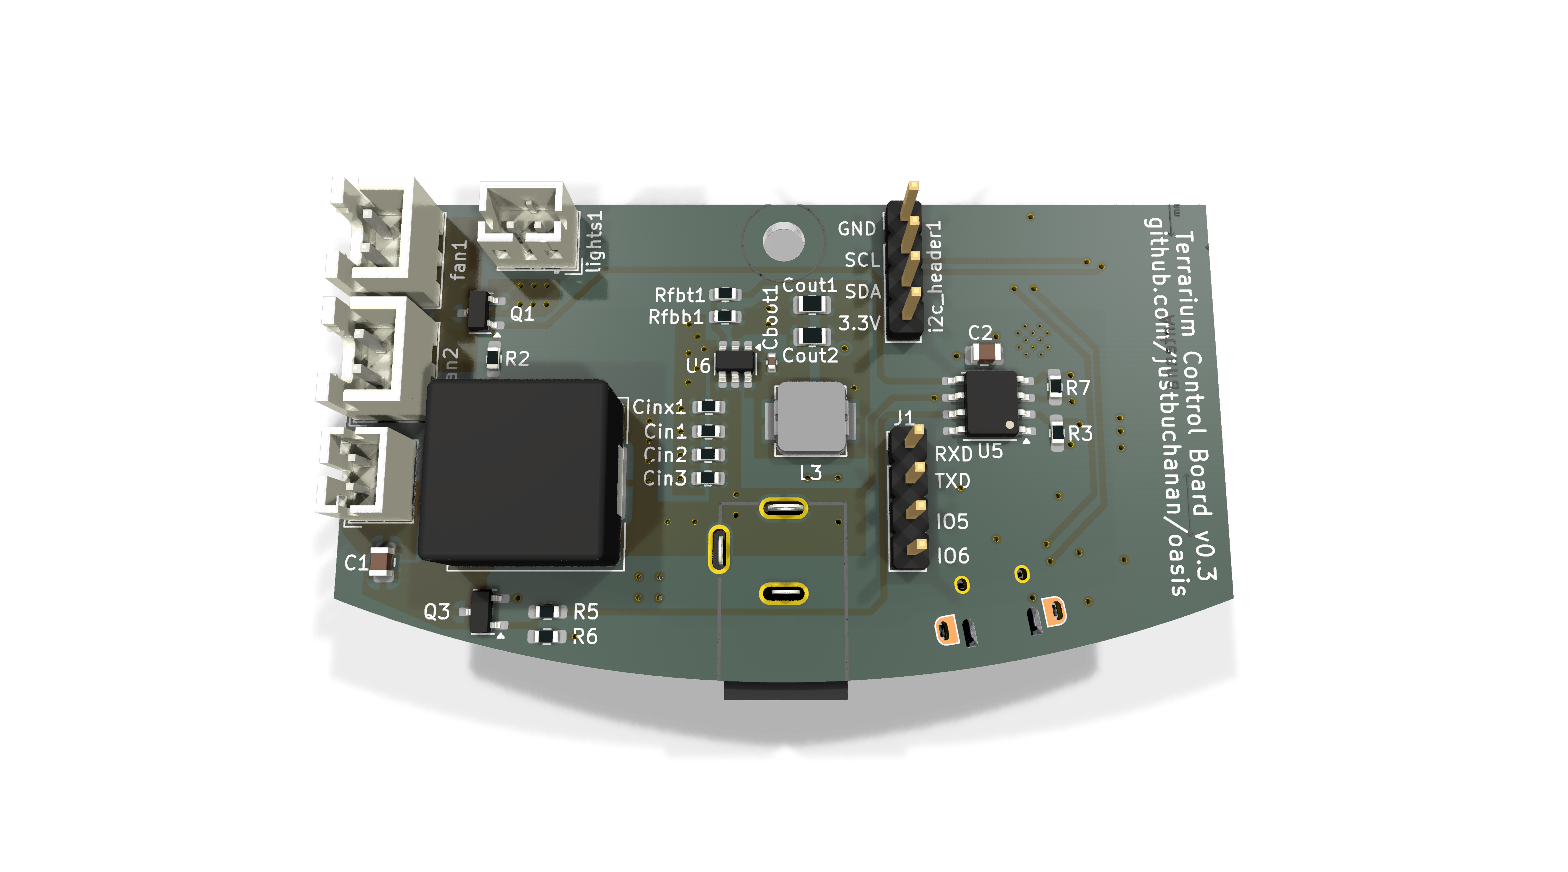 fan1
lights1
Q1
R2
an2
Rfbt1
Rfbb1
Cbout1
Cout1
Cout2
U6
Cinx1
Cin1
Cin2
Cin3
L3
GND
SCL
SDA
3.3V
i2c_header1
C2
R7
R3
U5
J1
RXD
TXD
IO5
IO6
C1
Q3
R5
R6
Terrarium Control Board v0.3
github.com/justbuchanan/oasis